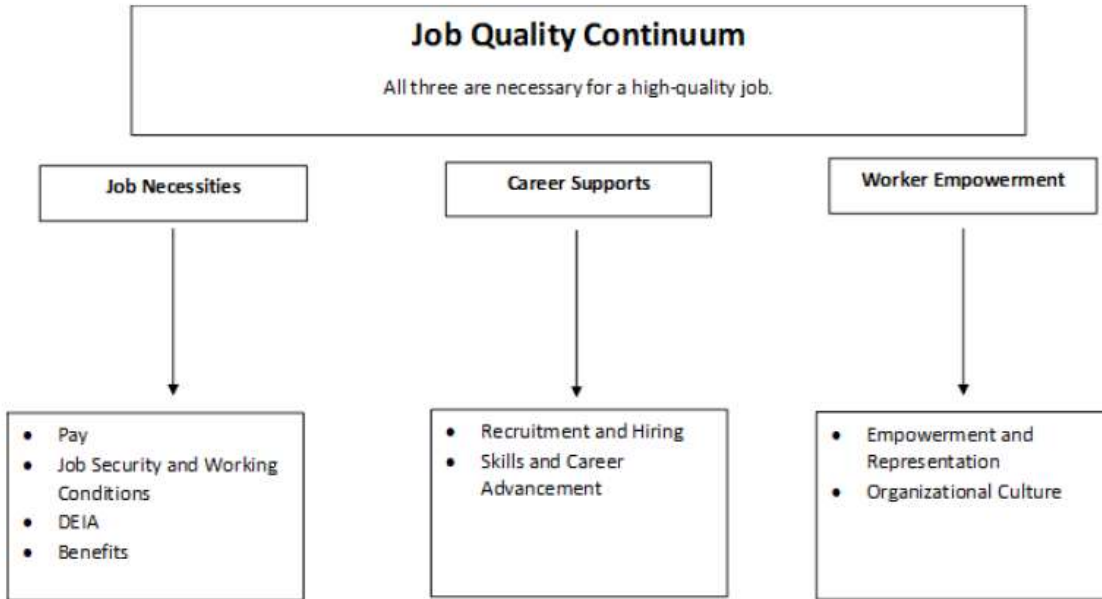 Job Quality Continuum
All three are necessary for a high-quality job.
Job Necessities
Career Supports
Worker Empowerment
• Pay
• Job Security and Working
Conditions
• DEIA
• Benefits
• Recruitment and Hiring
• Skills and Career
Advancement
• Empowerment and
Representation
• Organizational Culture